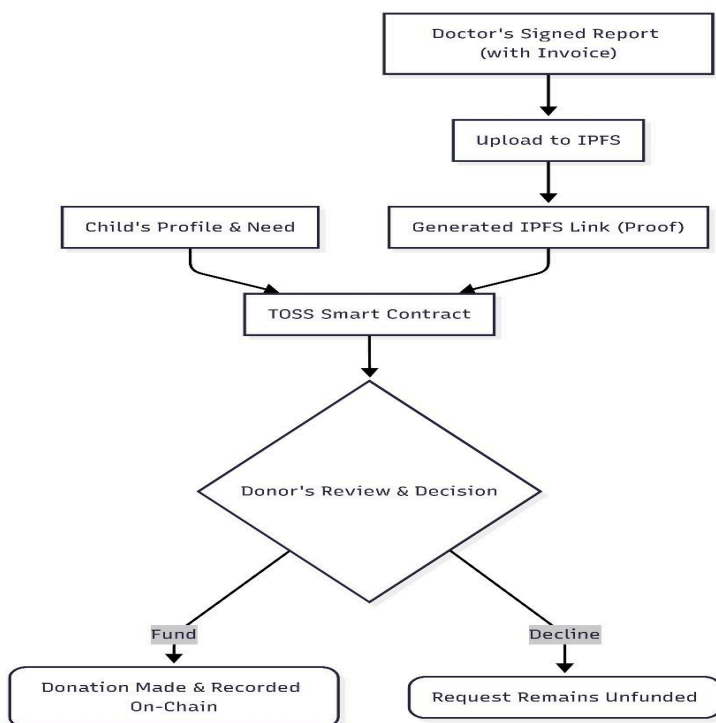 Doctor's Signed Report
(with Invoice)
Upload to IPFS
Child's Profile & Need
Generated IPFS Link (Proof)
TOSS Smart Contract
Donor's Review & Decision
Fund
Decline
Donation Made & Recorded
On-Chain
Request Remains Unfunded